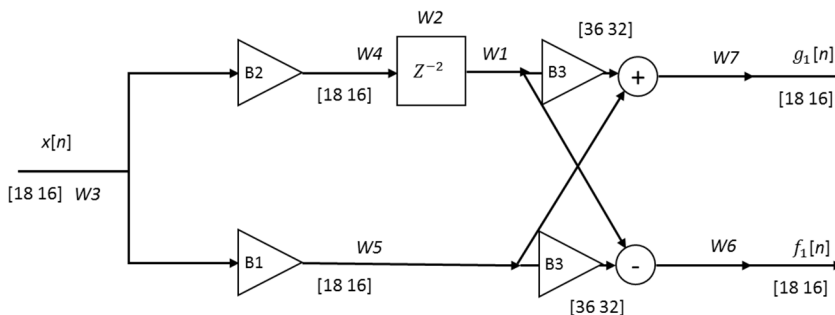 W2
[36 32]
W4
W1
W7
g₁[n]
B2
Z⁻²
B3
+
[18 16]
[18 16]
x[n]
[18 16]
W3
W5
W6
f₁[n]
B1
B3
-
[18 16]
[18 16]
[36 32]